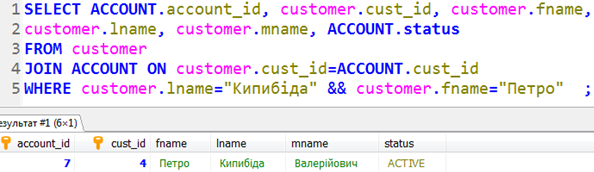 1 SELECT ACCOUNT.account_id, customer.cust_id, customer.fname,
2 customer.lname, customer.mname, ACCOUNT.status
3 FROM customer
4 JOIN ACCOUNT ON customer.cust_id=ACCOUNT.cust_id
5 WHERE customer.lname="Кипибіда" && customer.fname="Петро" ;
езультат #1 (6×1)
account_id cust_id fname lname mname status
7 4 Петро Кипибіда Валерійович ACTIVE